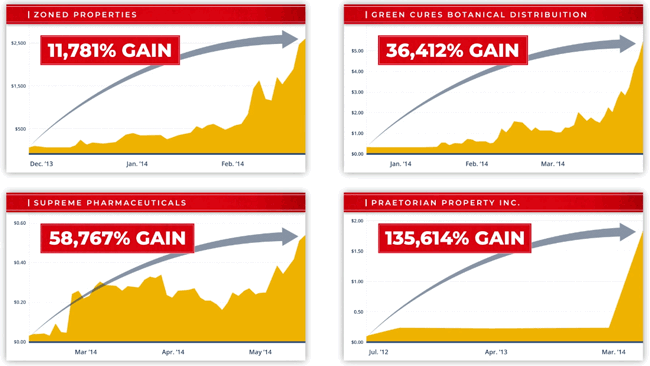 | ZONED PROPERTIES
11,781% GAIN
$2,500
$1,500
$500
Dec. '13 Jan. '14 Feb. '14
| GREEN CURES BOTANICAL DISTRIBUITION
36,412% GAIN
$5.00
$4.00
$3.00
$2.00
$1.00
$0.00
Jan. '14 Feb. '14 Mar. '14
| SUPREME PHARMACEUTICALS
58,767% GAIN
$0.60
$0.40
$0.20
$0.00
Mar '14 Apr. '14 May '14
| PRAETORIAN PROPERTY INC.
135,614% GAIN
$2.00
$1.50
$1.00
0.50
$0.00
Jul. '12 Apr. '13 Mar. '14